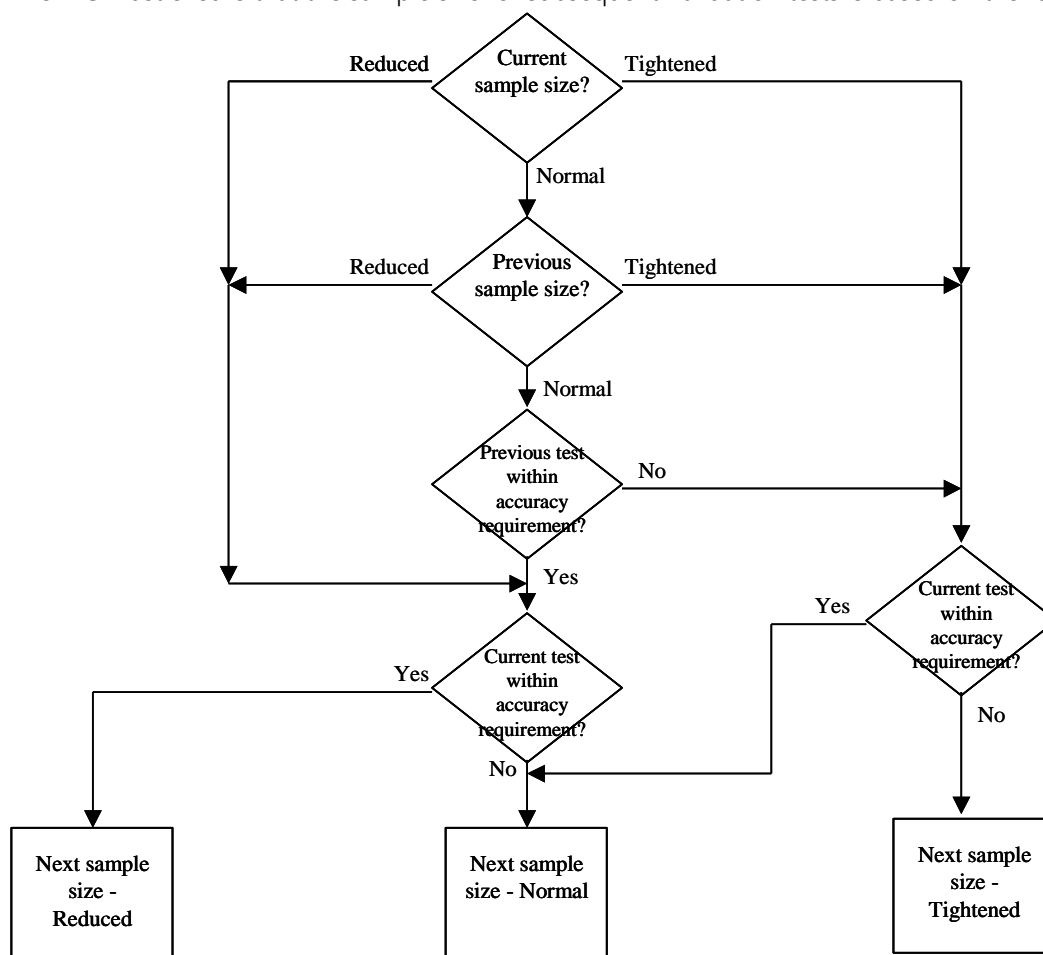 Reduced
Current
sample size?
Tightened
Normal
Reduced
Previous
sample size?
Tightened
Normal
Previous test
within
accuracy
requirement?
No
Yes
Current test
within
accuracy
requirement?
Yes
Yes
Current test
within
accuracy
requirement?
No
No
Next sample
size -
Reduced
Next sample
size - Normal
Next sample
size -
Tightened